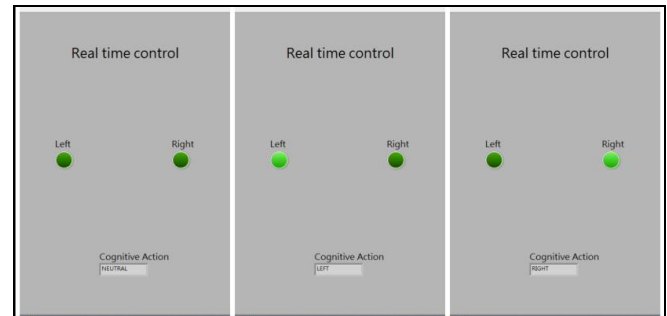 Real time control
Left Right
Cognitive Action
NEUTRAL
Real time control
Left Right
Cognitive Action
LEFT
Real time control
Left Right
Cognitive Action
RIGHT